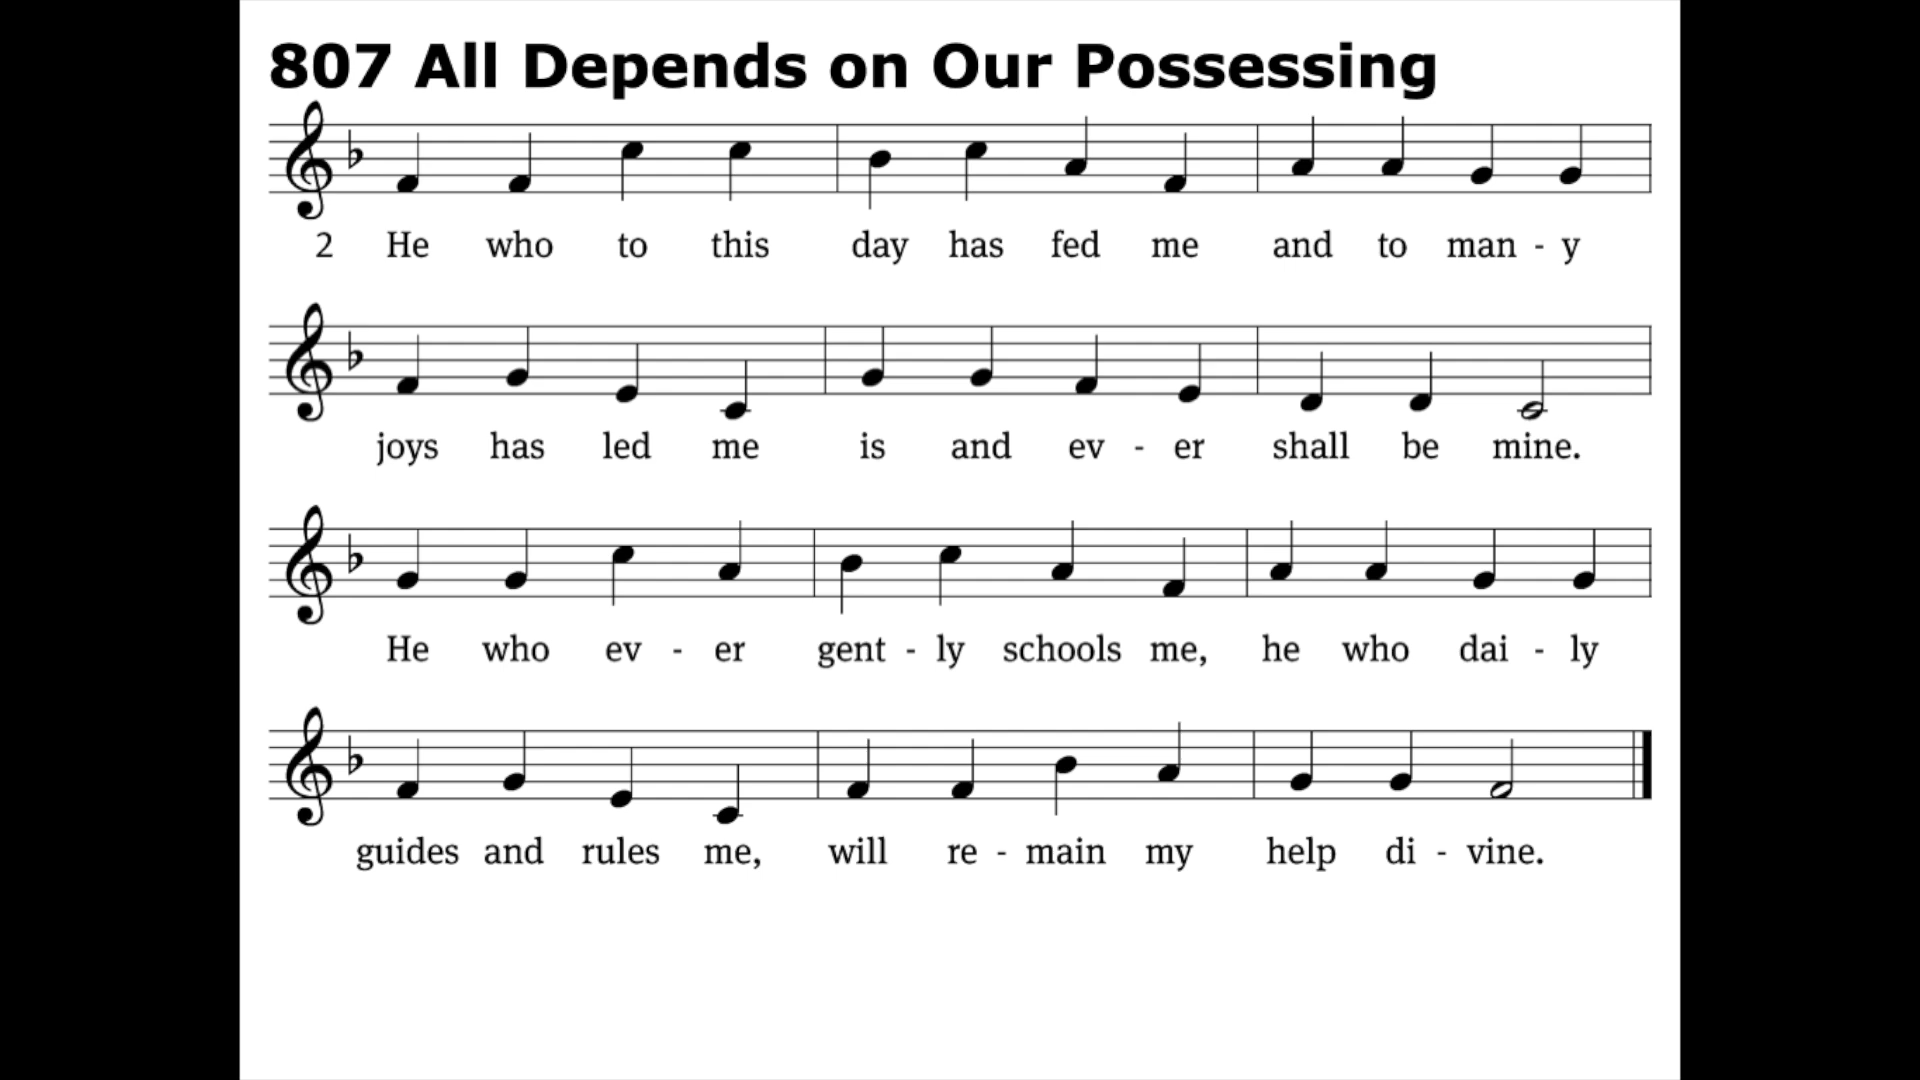 807 All Depends on Our Possessing
2 He who to this day has fed me and to man - y
joys has led me is and ev - er shall be mine.
He who ev - er gent - ly schools me, he who dai - ly
guides and rules me, will re - main my help di - vine.